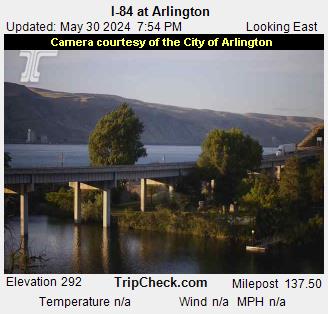 I-84 at Arlington
Updated: May 30 2024 7:54 PM Looking East
Camera courtesy of the City of Arlington
Elevation 292 TripCheck.com Milepost 137.50
Temperature n/a Wind n/a MPH n/a